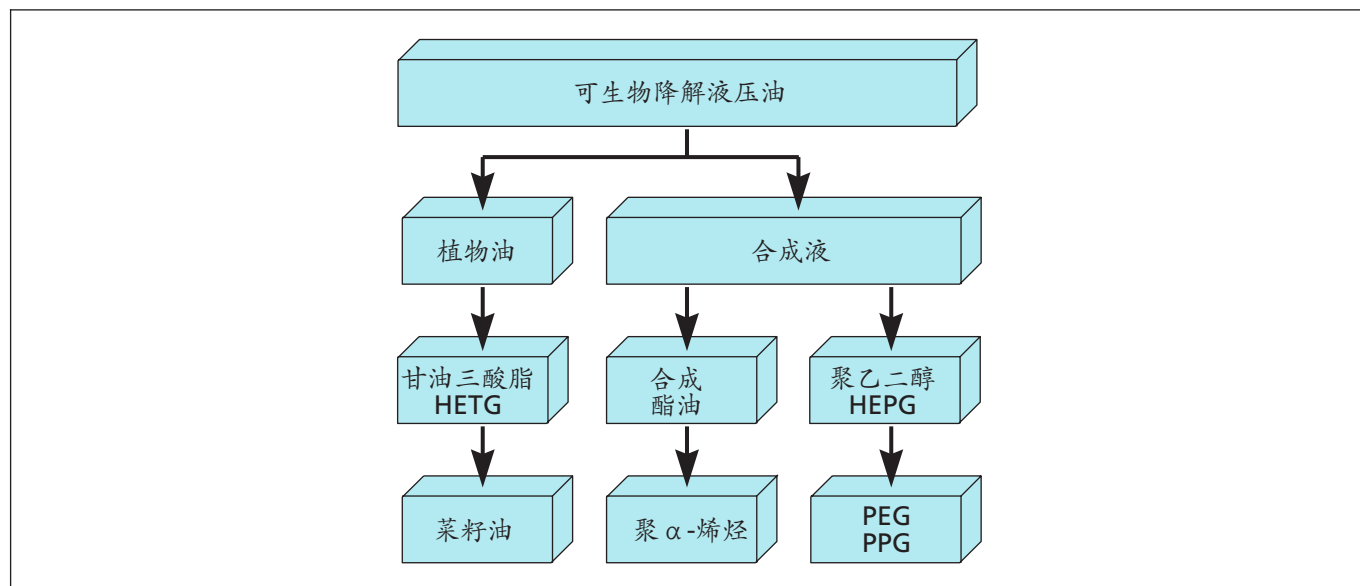 可生物降解液压油
植物油
合成液
甘油三酸脂
HETG
合成
酯油
聚乙二醇
HEPG
菜籽油
聚α-烯烃
PEG
PPG